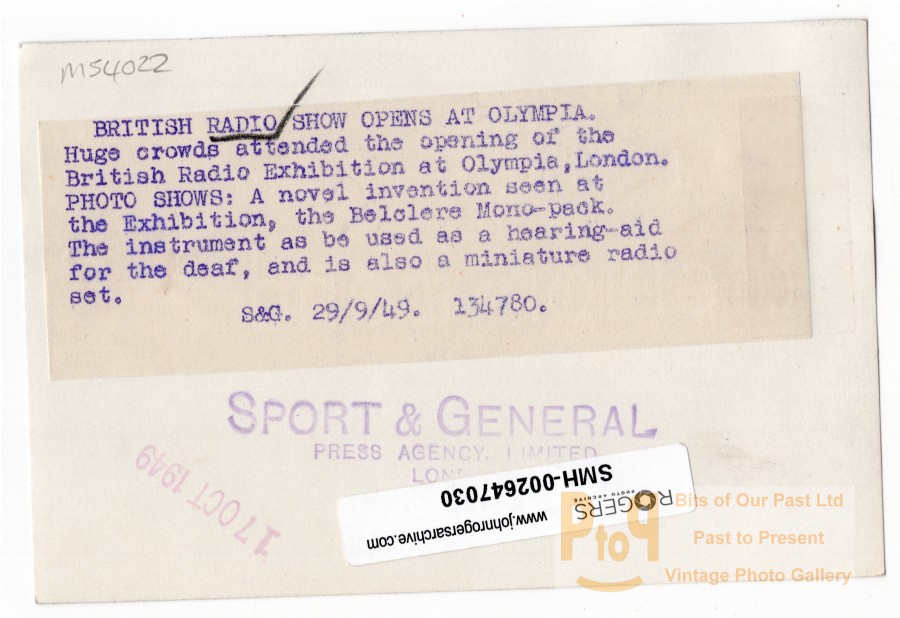 MS4022
BRITISH RADIO SHOW OPENS AT OLYMPIA.
Huge crowds attended the opening of the
British Radio Exhibition at Olympia,London.
PHOTO SHOWS: A novel invention seen at
the Exhibition, the Belclere Mono-pack.
The instrument as be used as a hearing-aid
for the deaf, and is also a miniature radio
set.
S&G. 29/9/49. 134780.
SPORT & GENERAL
PRESS AGENCY, LIMITED
17 OCT 1949
SMH-002647030
ROGERS
PHOTO ARCHIVE
www.johnrogersarchive.com
PtoP
Bits of Our Past Ltd
Past to Present
Vintage Photo Gallery